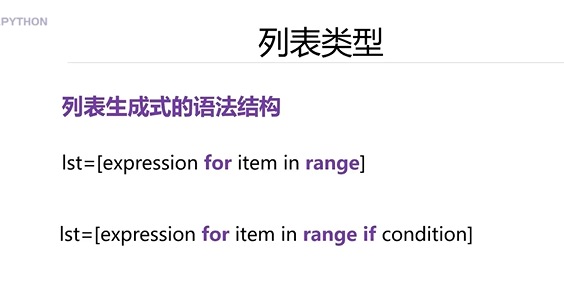 PYTHON
列表类型
列表生成式的语法结构
lst=[expression for item in range]
lst=[expression for item in range if condition]